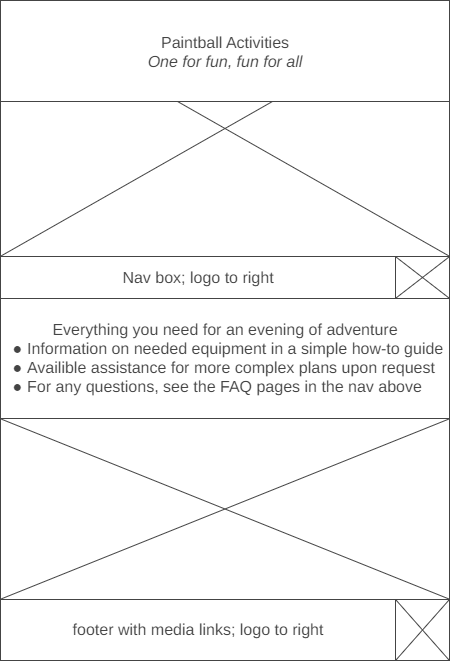 Paintball Activities
One for fun, fun for all
Nav box; logo to right
Everything you need for an evening of adventure
● Information on needed equipment in a simple how-to guide
● Availible assistance for more complex plans upon request
● For any questions, see the FAQ pages in the nav above
footer with media links; logo to right